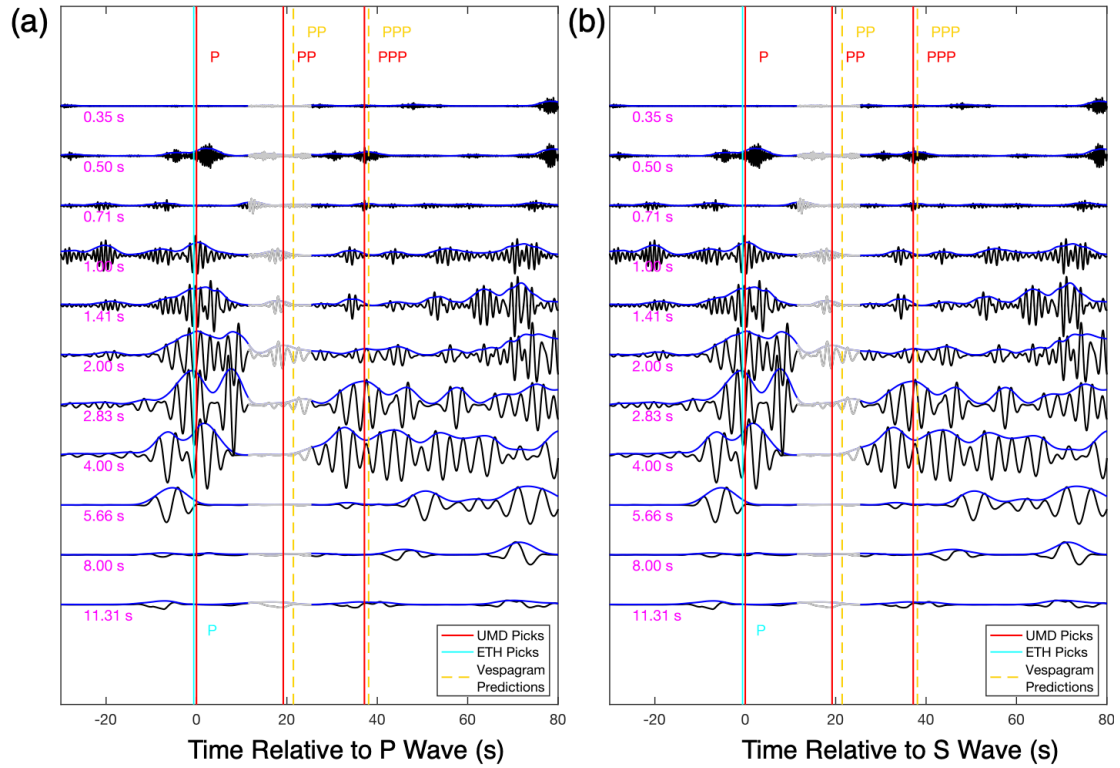 (a)
PP
PPP
P
PP
PPP
0.35 s
0.50 s
0.71 s
1.00 s
1.41 s
2.00 s
2.83 s
4.00 s
5.66 s
8.00 s
11.31 s
P
UMD Picks
ETH Picks
Vespagram
Predictions
-20
0
20
40
60
80
Time Relative to P Wave (s)
(b)
PP
PPP
P
PP
PPP
0.35 s
0.50 s
0.71 s
1.00 s
1.41 s
2.00 s
2.83 s
4.00 s
5.66 s
8.00 s
11.31 s
P
UMD Picks
ETH Picks
Vespagram
Predictions
-20
0
20
40
60
80
Time Relative to S Wave (s)